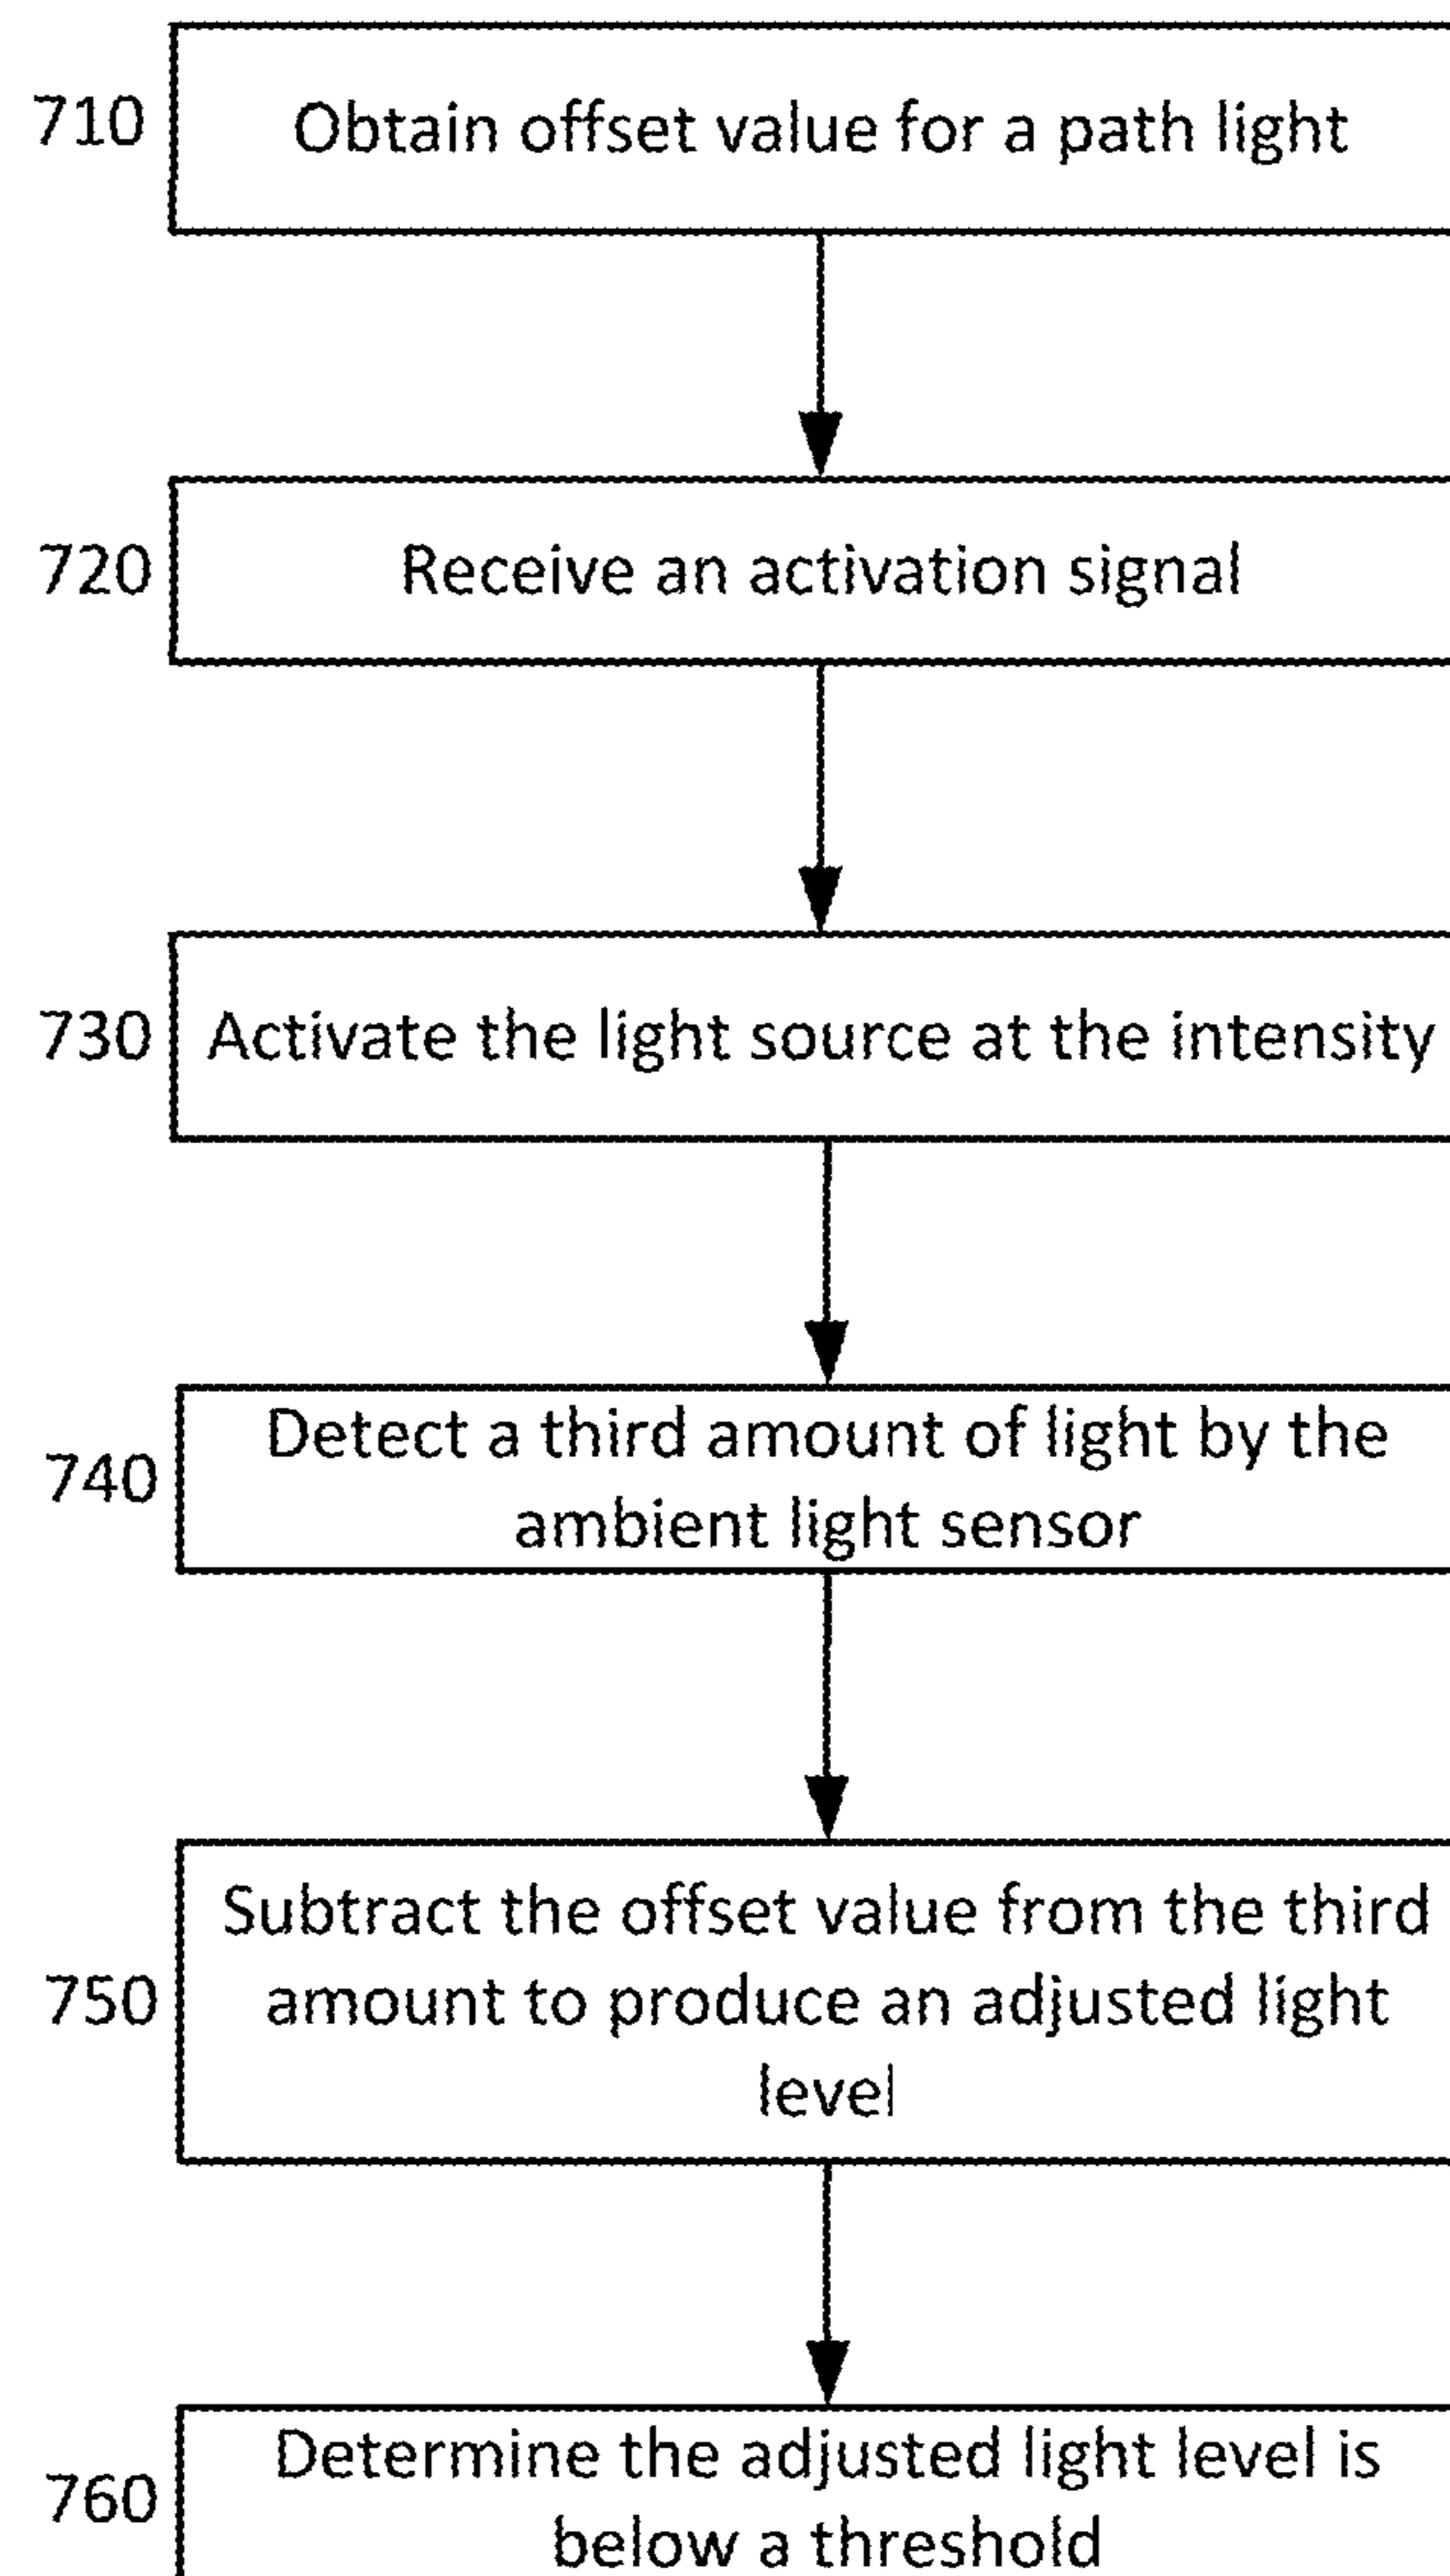 710 Obtain offset value for a path light
720 Receive an activation signal
730 Activate the light source at the intensity
Detect a third amount of light by the
740
ambient light sensor
Subtract the offset value from the third
750 amount to produce an adjusted light
level
Determine the adjusted light level is
760
below a threshold